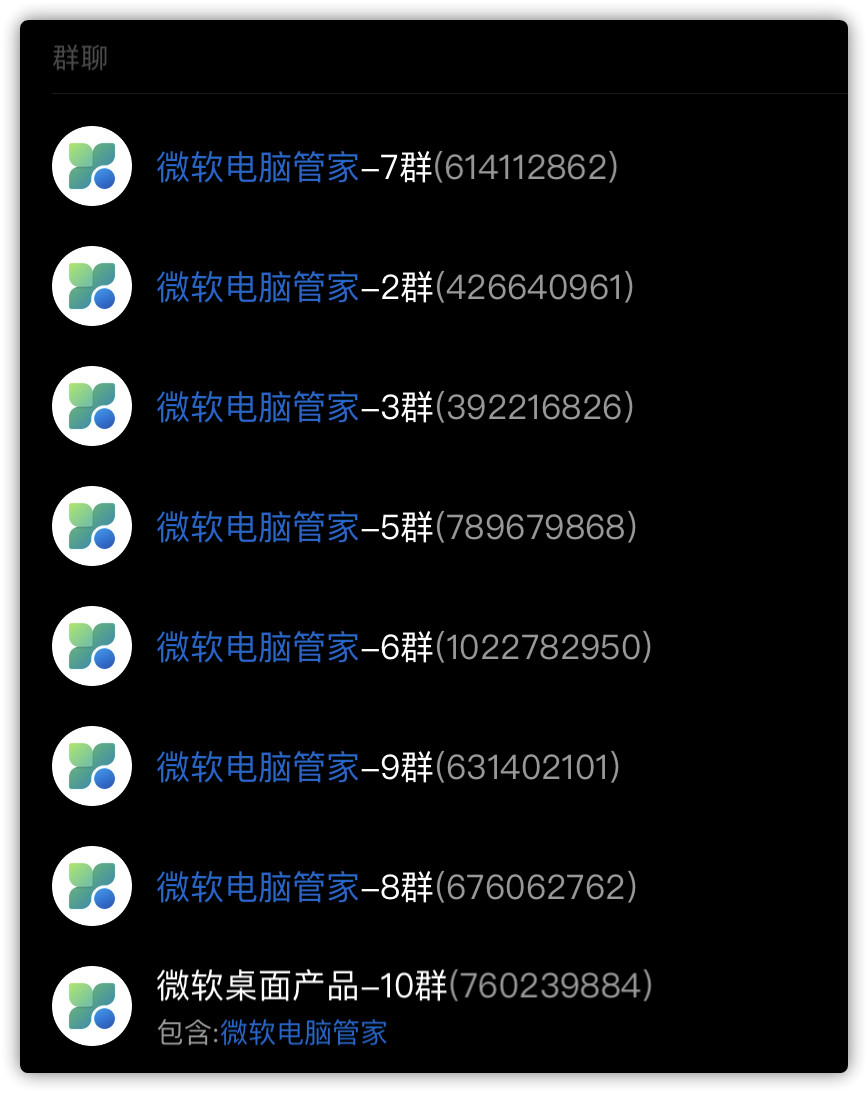 群聊
微软电脑管家–7群(614112862)
微软电脑管家–2群(426640961)
微软电脑管家–3群(392216826)
微软电脑管家–5群(789679868)
微软电脑管家–6群(1022782950)
微软电脑管家–9群(631402101)
微软电脑管家–8群(676062762)
微软桌面产品–10群(760239884)
包含:微软电脑管家